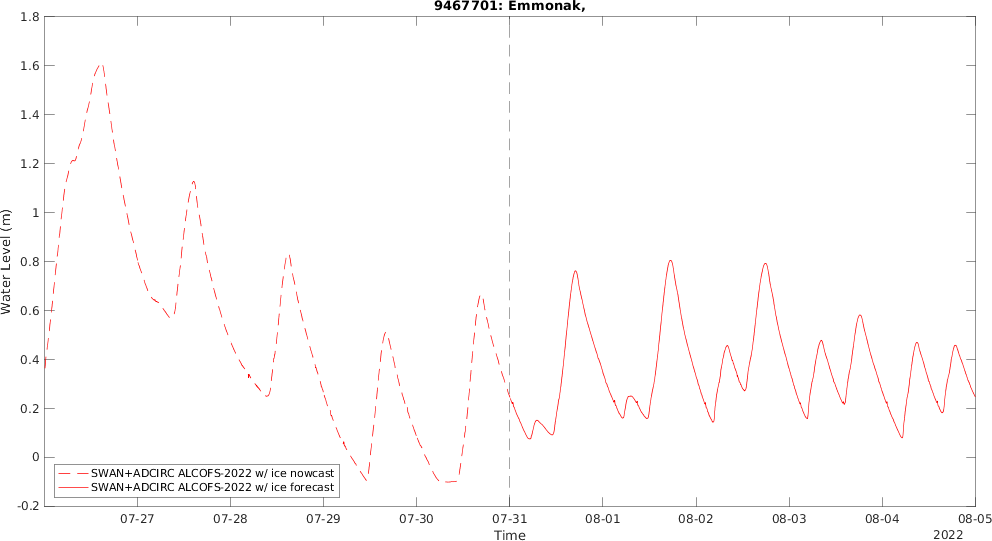 9467701: Emmonak,
1.8
1.6
1.4
1.2
1
0.8
0.6
0.4
0.2
0
-0.2
Water Level (m)
SWAN+ADCIRC ALCOFS-2022 w/ ice nowcast
SWAN+ADCIRC ALCOFS-2022 w/ ice forecast
07-27 07-28 07-29 07-30 07-31 08-01 08-02 08-03 08-04 08-05
Time
2022